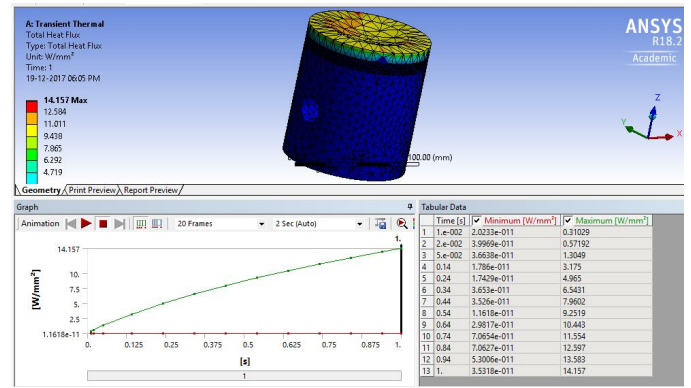 A: Transient Thermal
Total Heat Flux
Type: Total Heat Flux
Unit: W/mm²
Time: 1
19-12-2017 06:05 PM
14.157 Max
12.584
11.011
9.438
7.865
6.292
4.719
ANSYS
R18.2
Academic
Z
Y
X
100.00 (mm)
Geometry Print Preview Report Preview
Graph
Animation 20 Frames 2 Sec (Auto)
1.
14.157
10.
7.5
5.
2.5
1.1618e-11
[W/mm²]
0. 0.125 0.25 0.375 0.5 0.625 0.75 0.875 1.
[s]
1
Tabular Data
Time [s] Minimum [W/mm²] Maximum [W/mm²]
1 1.e-002 2.0233e-011 0.31029
2 2.e-002 3.9969e-011 0.57192
3 5.e-002 3.6638e-011 1.3049
4 0.14 1.786e-011 3.175
5 0.24 1.7429e-011 4.965
6 0.34 3.653e-011 6.5431
7 0.44 3.526e-011 7.9602
8 0.54 1.1618e-011 9.2519
9 0.64 2.9817e-011 10.443
10 0.74 7.0654e-011 11.554
11 0.84 7.0627e-011 12.597
12 0.94 5.3006e-011 13.583
13 1. 3.5318e-011 14.157